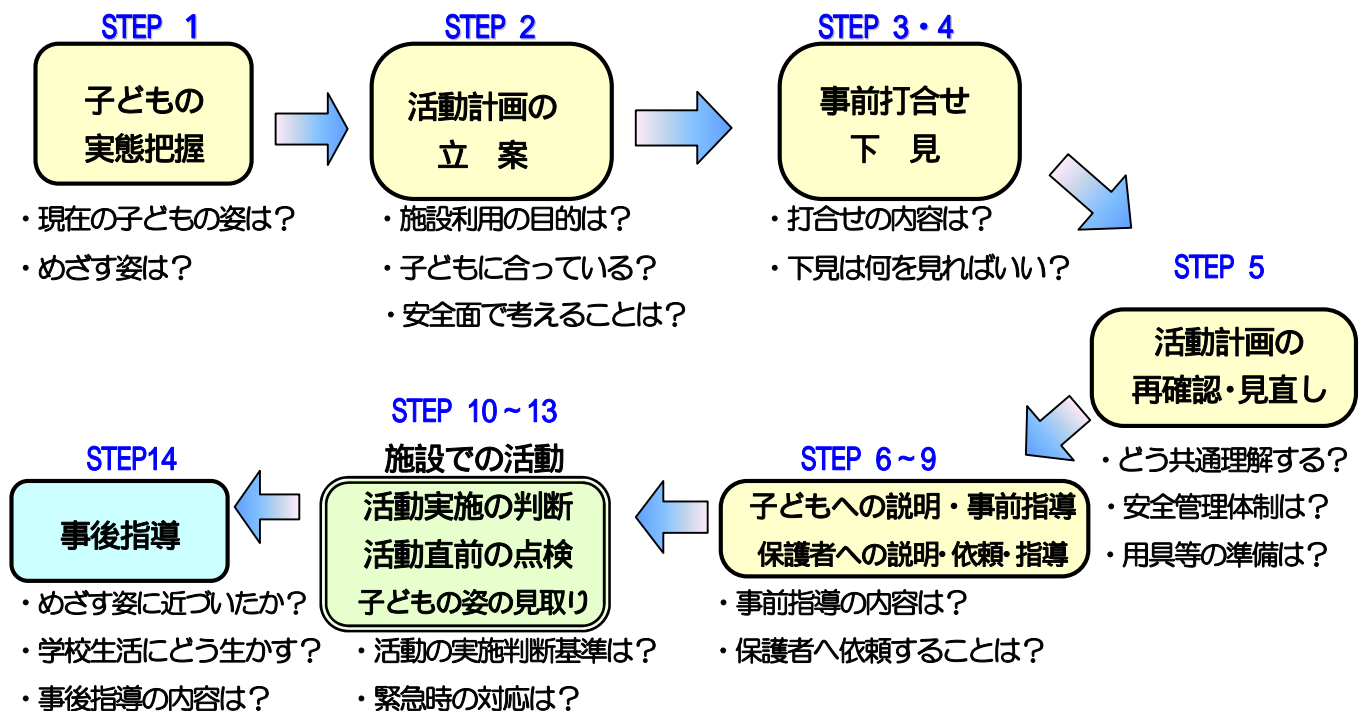 STEP 1
子どもの
実態把握
・現在の子どもの姿は？
・めざす姿は？
STEP 2
活動計画の
立 案
・施設利用の目的は？
・子どもに合っている？
・安全面で考えることは？
STEP 3・4
事前打合せ
下 見
・打合せの内容は？
・下見は何を見ればいい？
STEP 5
活動計画の
再確認・見直し
・どう共通理解する？
・安全管理体制は？
・用具等の準備は？
STEP 6～9
子どもへの説明・事前指導
保護者への説明・依頼・指導
・事前指導の内容は？
・保護者へ依頼することは？
STEP 10～13
施設での活動
活動実施の判断
活動直前の点検
子どもの姿の見取り
・活動の実施判断基準は？
・緊急時の対応は？
STEP14
事後指導
・めざす姿に近づいたか？
・学校生活にどう生かす？
・事後指導の内容は？